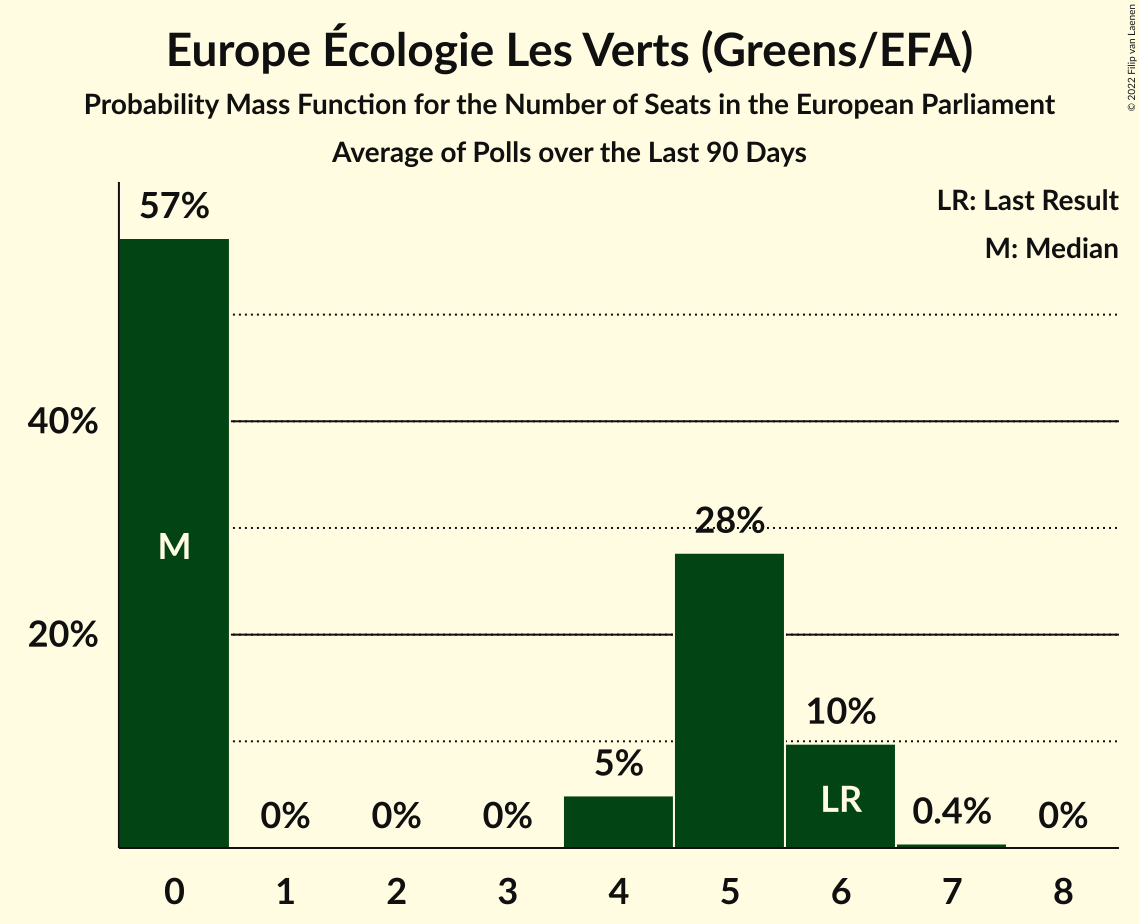 Europe Écologie Les Verts (Greens/EFA)
Probability Mass Function for the Number of Seats in the European Parliament
Average of Polls over the Last 90 Days
© 2022 Filip van Laenen
LR: Last Result
M: Median
57%
40%
M
28%
20%
10%
5%
LR
0%
0%
0%
0.4%
0%
0
1
2
3
4
5
6
7
8